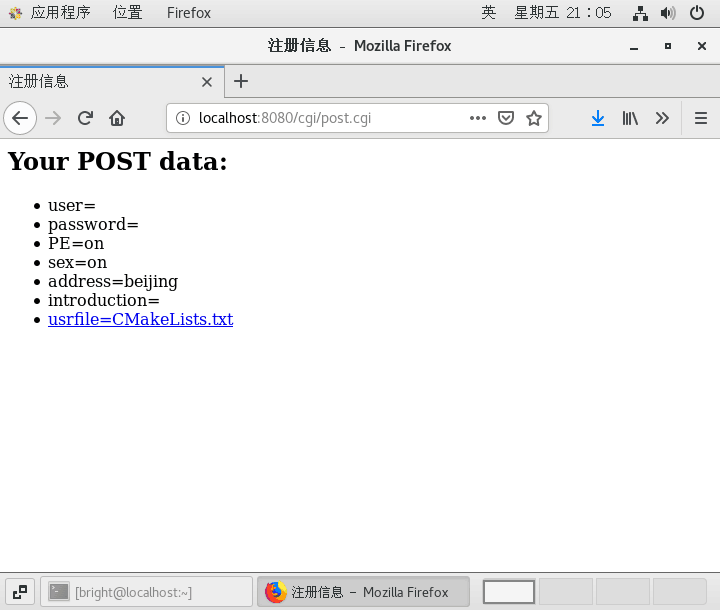 应用程序 位置 Firefox 英 星期五 21：05
注册信息 - Mozilla Firefox
注册信息
localhost:8080/cgi/post.cgi
Your POST data:
user=
password=
PE=on
sex=on
address=beijing
introduction=
usrfile=CMakeLists.txt
[bright@localhost:~] 注册信息 - Mozilla Firefox